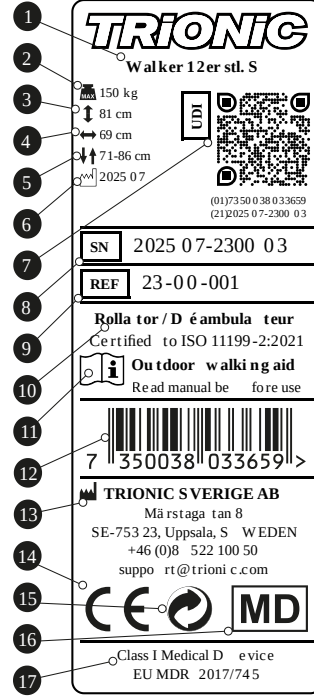 1
TRIONIC
Walker 12er stl. S
2
MAX
150 kg
3
81 cm
4
69 cm
5
71-86 cm
6
2025 07
UDI
(01)7350038033659
(21)2025 07-2300 03
7
SN
2025 07-2300 03
8
REF
23-00-001
9
Rollator/Déambulateur
10
Certified to ISO 11199-2:2021
Outdoor walking aid
11
Read manual before use
12
7 350038 033659 >
13
TRIONIC SVERIGE AB
Märstagatan 8
SE-753 23, Uppsala, SWEDEN
+46 (0)8 522 100 50
support@trionic.com
14
CE
15
MD
16
Class I Medical Device
17
EU MDR 2017/745